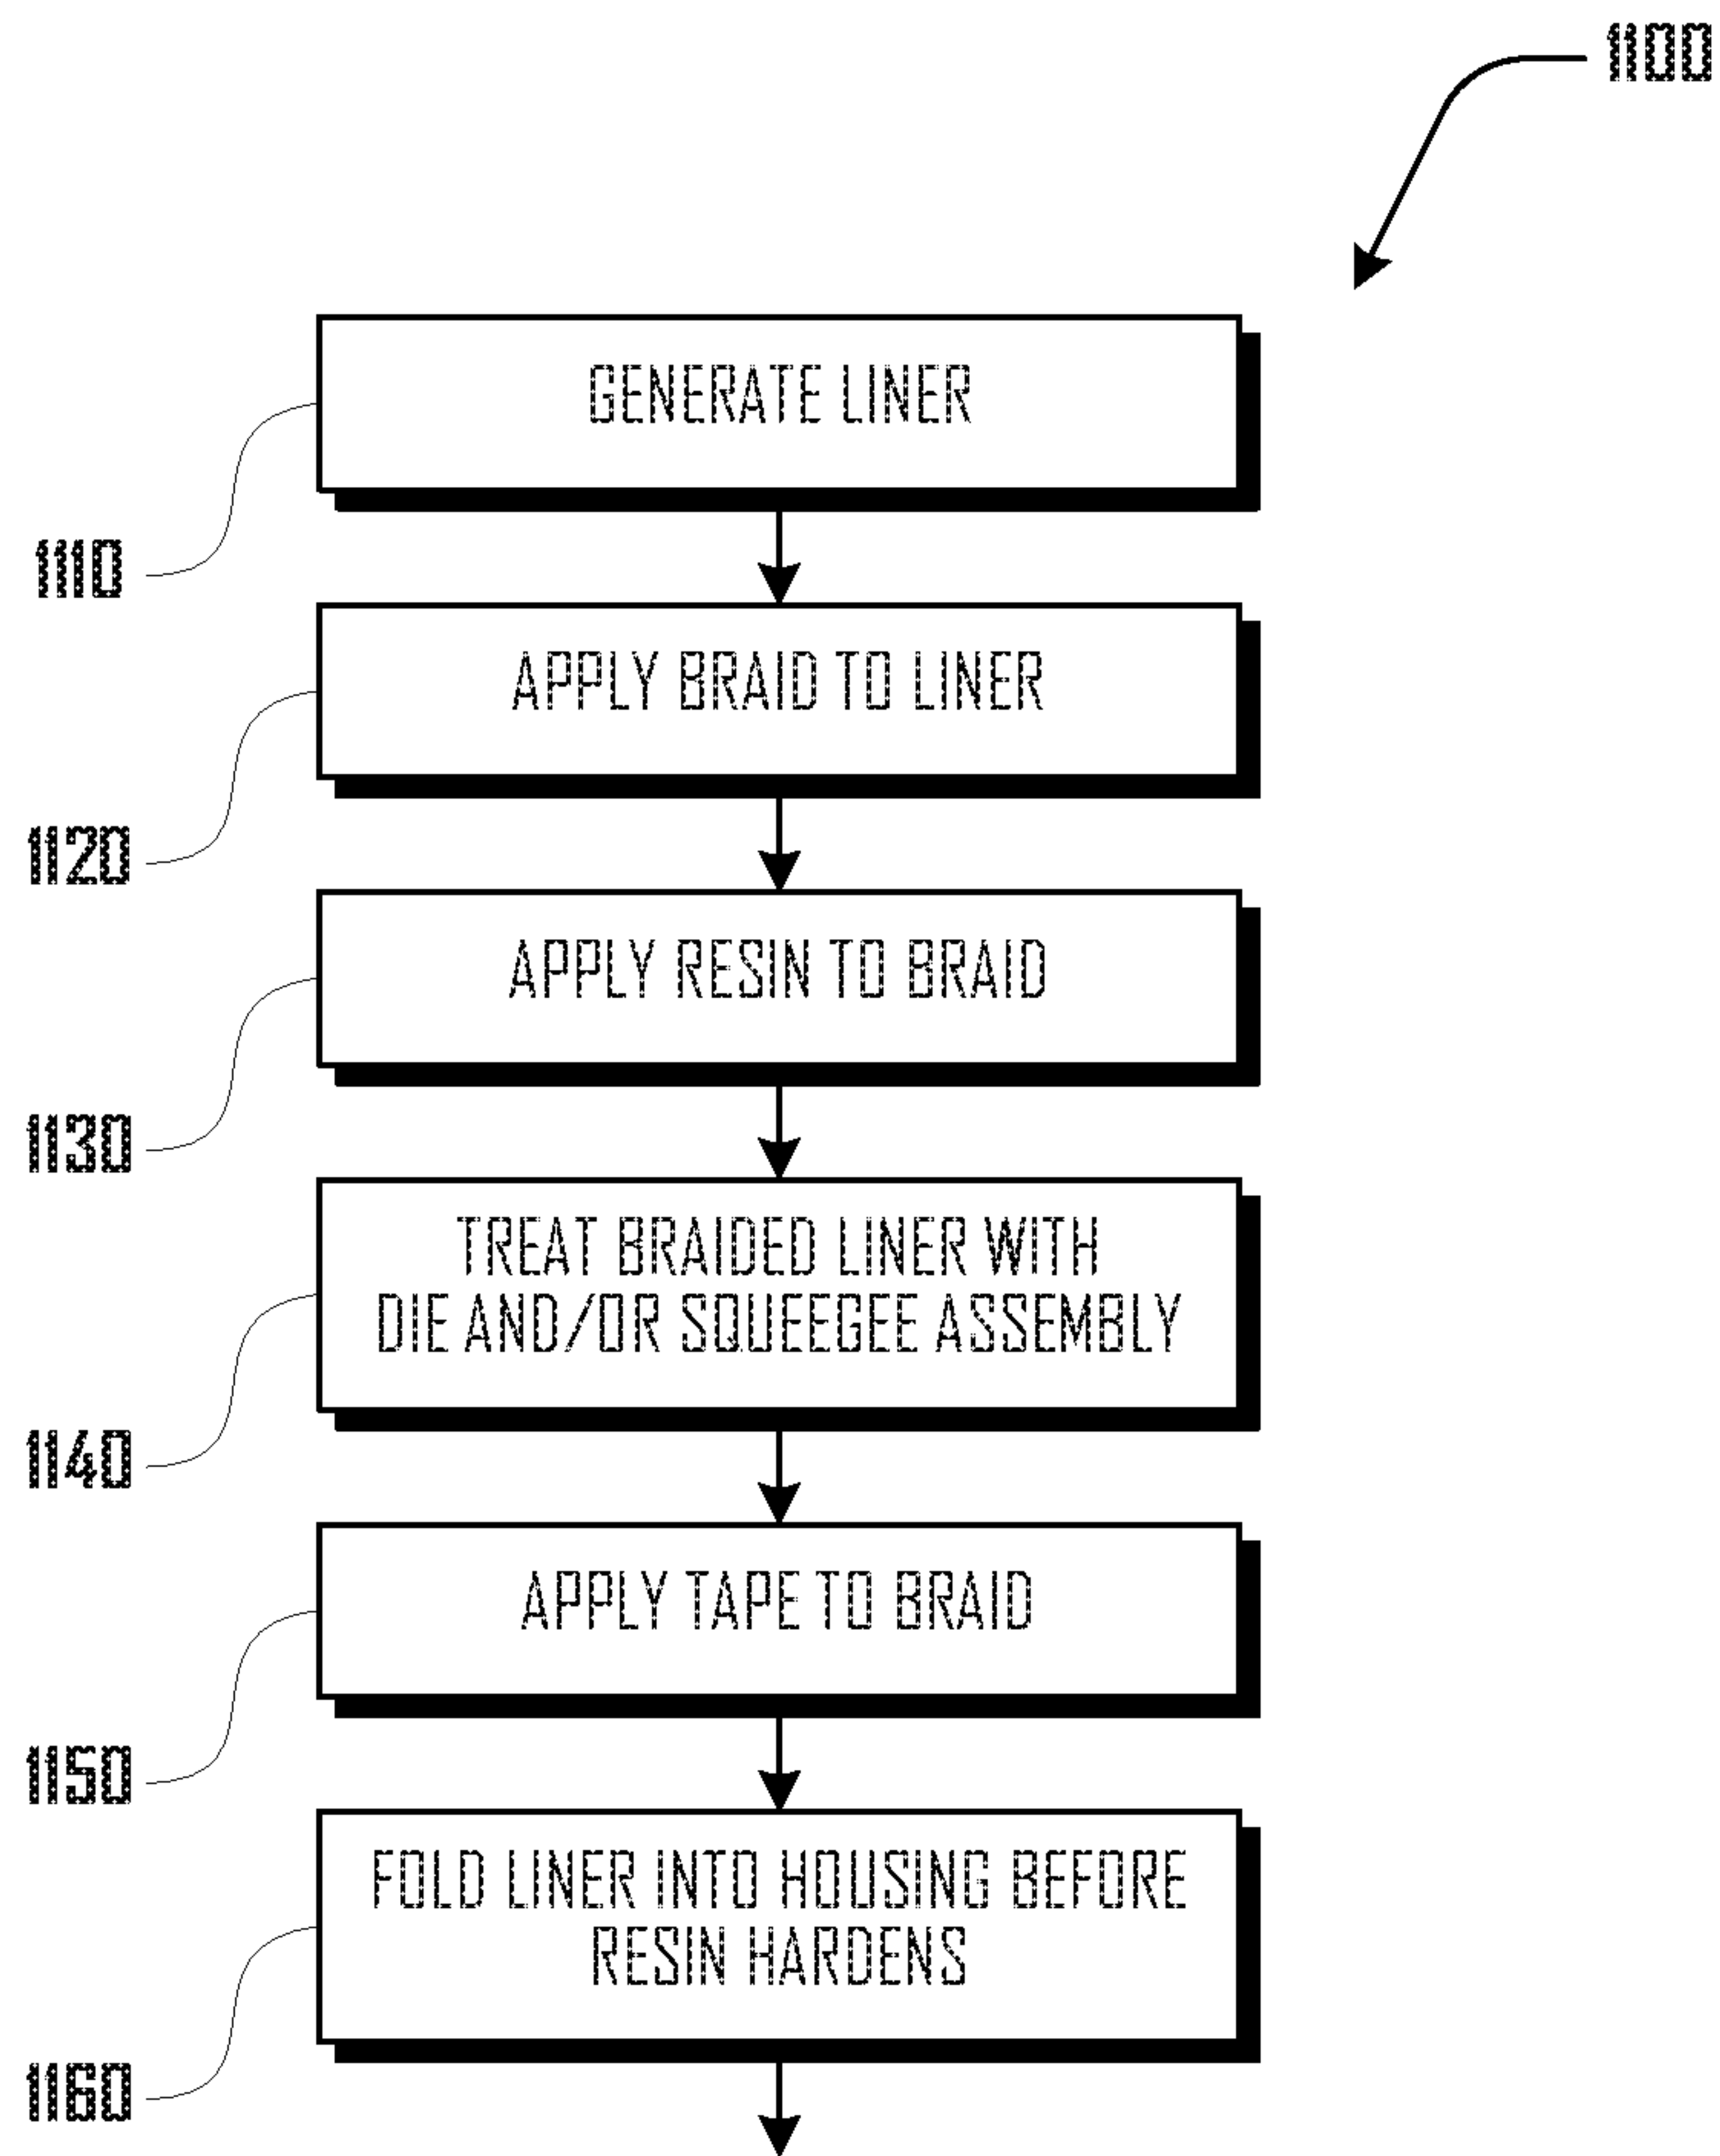 1100
GENERATE LINER
1110
APPLY BRAID TO LINER
1120
APPLY RESIN TO BRAID
1130
TREAT BRAIDED LINER WITH
DIE AND/OR SQUEEGEE ASSEMBLY
1140
APPLY TAPE TO BRAID
1150
FOLD LINER INTO HOUSING BEFORE
RESIN HARDENS
1160